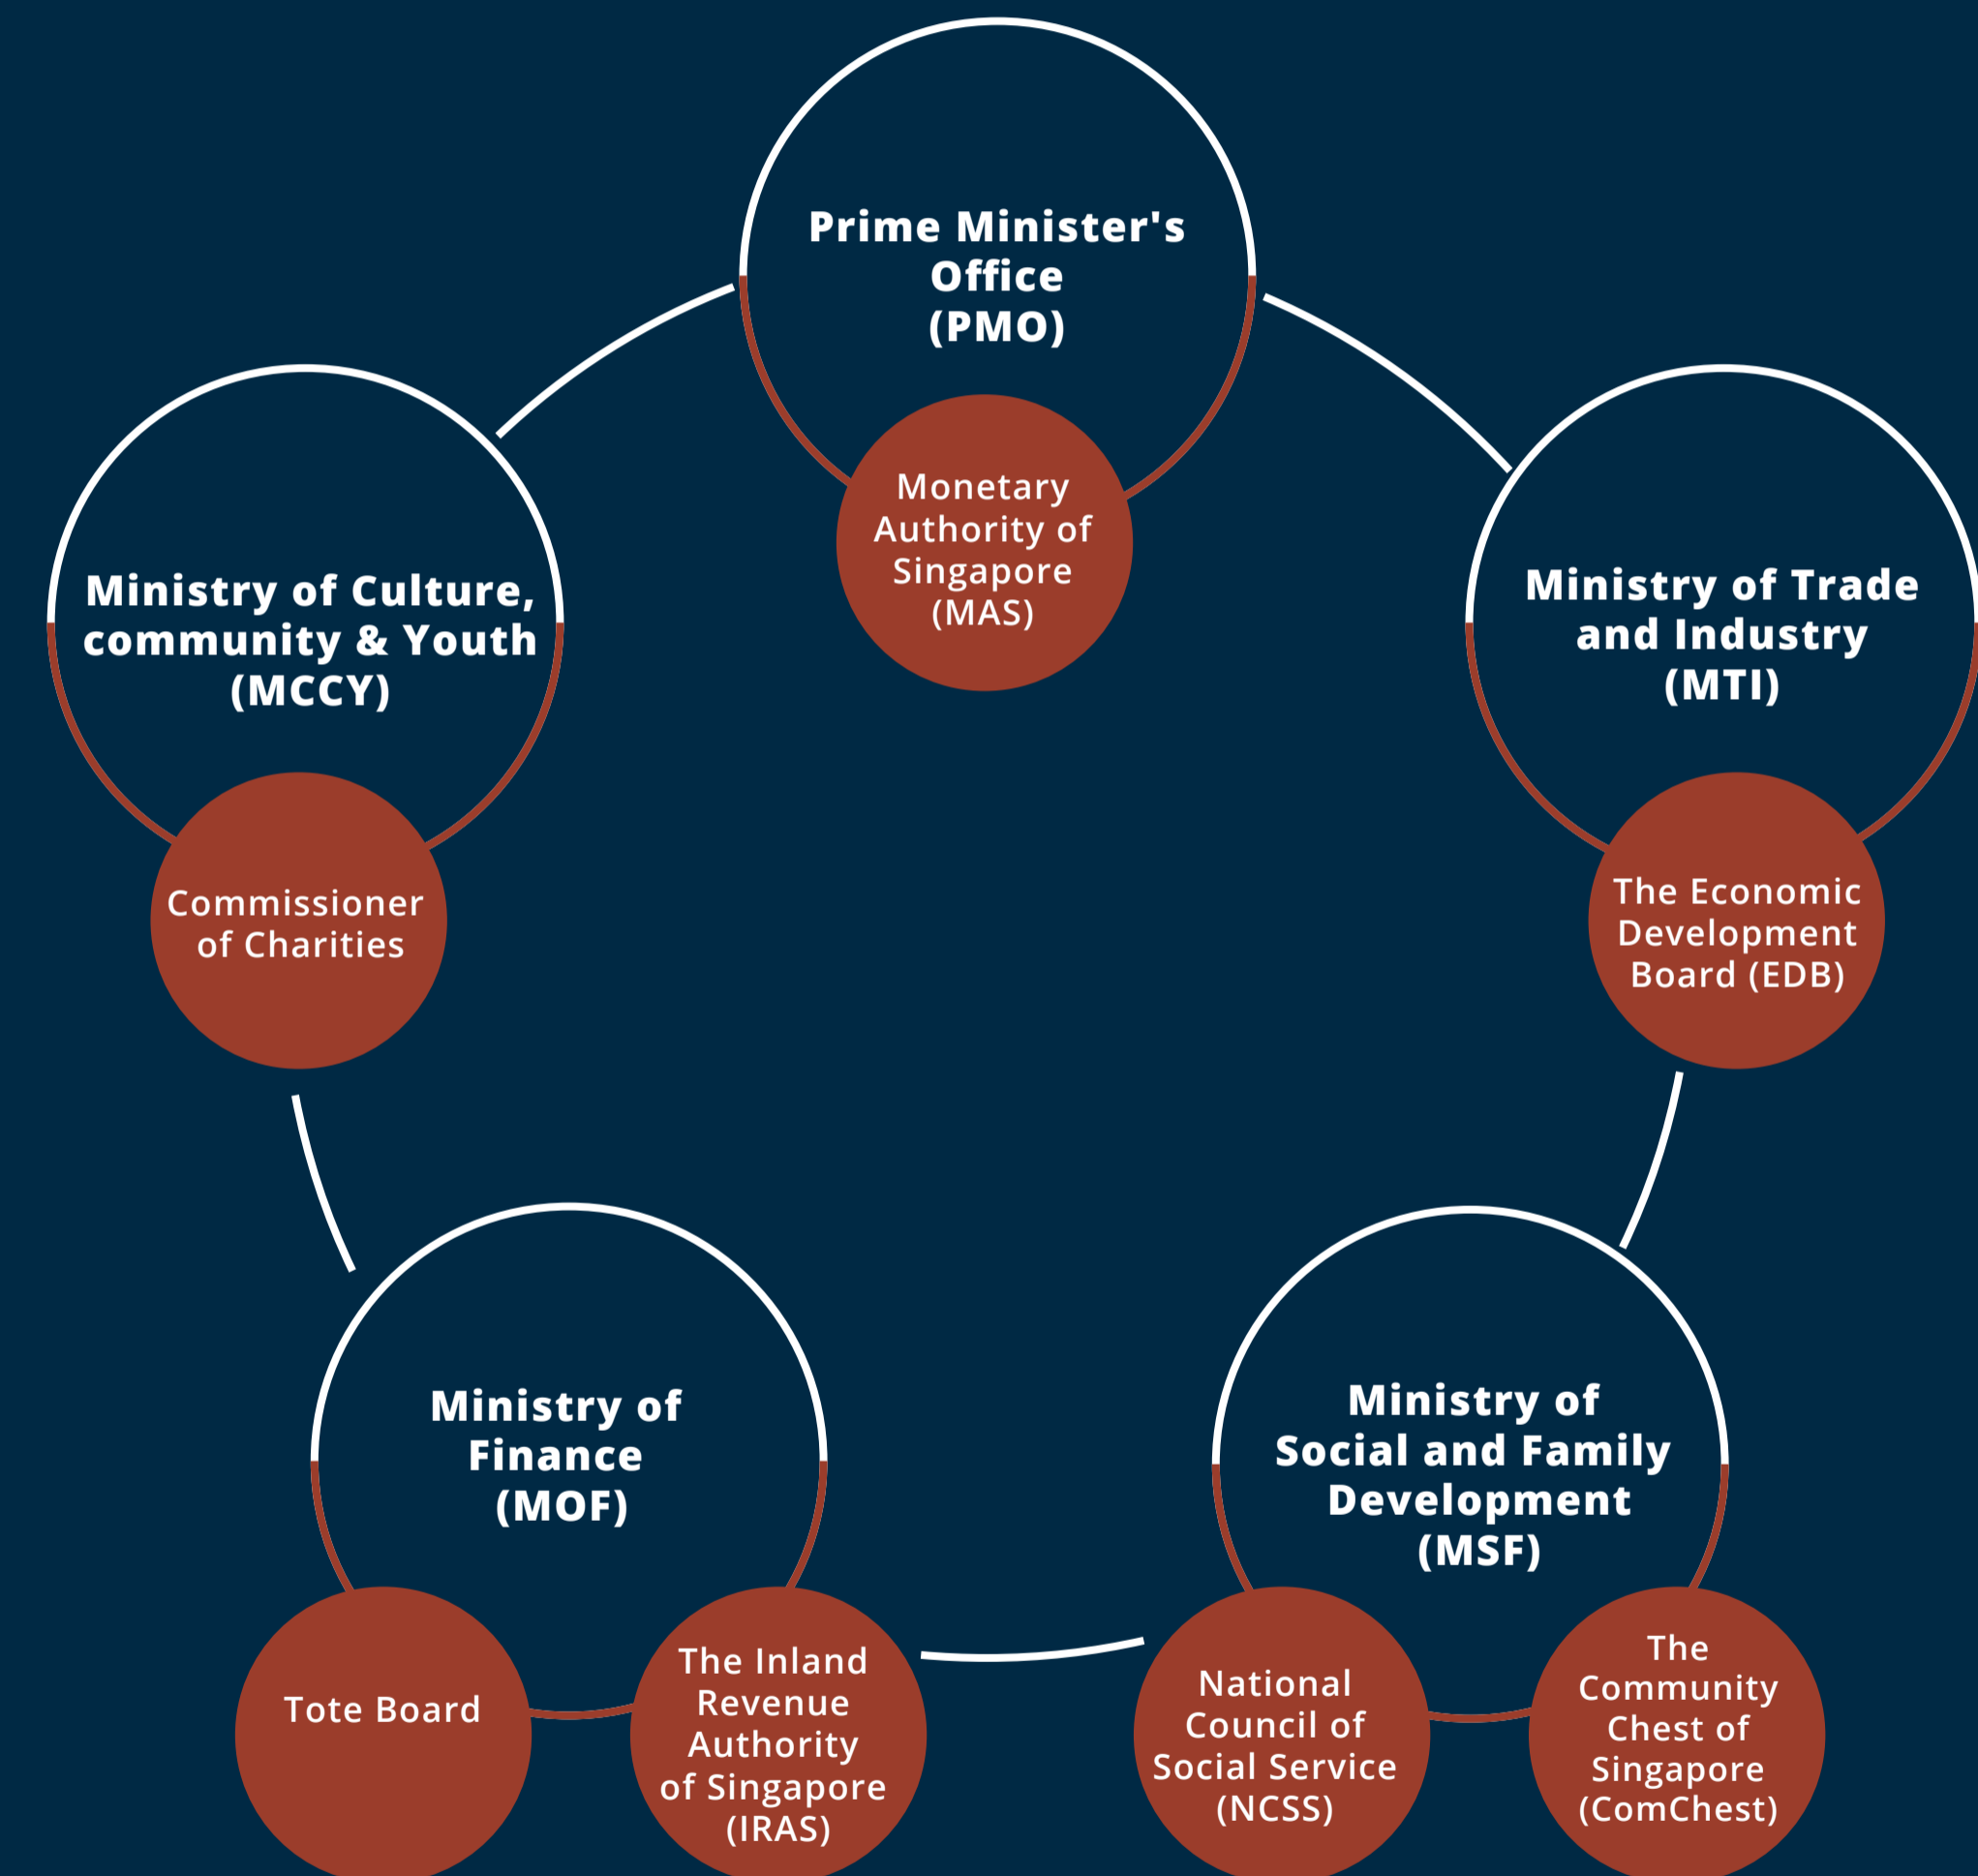 Prime Minister's
Office
(PMO)
Monetary
Authority of
Singapore
(MAS)
Ministry of Culture,
community & Youth
(MCCY)
Commissioner
of Charities
Ministry of Trade
and Industry
(MTI)
The Economic
Development
Board (EDB)
Ministry of
Finance
(MOF)
Tote Board
The Inland
Revenue
Authority
of Singapore
(IRAS)
Ministry of
Social and Family
Development
(MSF)
National
Council of
Social Service
(NCSS)
The
Community
Chest of
Singapore
(ComChest)